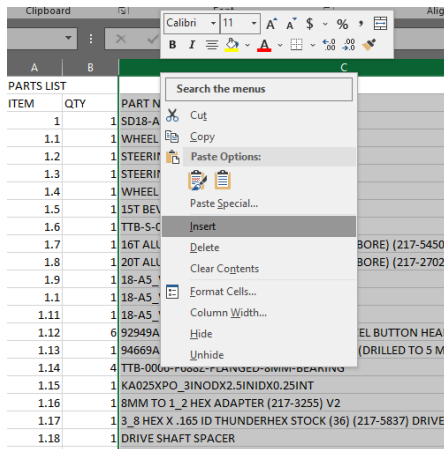 Clipboard Font Alig
Calibri 11 A A $ % 9
B I A .00 .00
A B C
PARTS LIST
Search the menus
ITEM QTY PART N
Cut
1 1 SD18-A
1.1 1 WHEEL
Copy
1.2 1 STEERIN
Paste Options:
1.3 1 STEERIN
1.4 1 WHEEL
1.5 1 15T BEV
Paste Special...
1.6 1 TTB-S-0
Insert
1.7 1 16T ALU BORE) (217-5450
Delete
1.8 1 20T ALU BORE) (217-2702
Clear Contents
1.9 1 18-A5_
1.1 1 18-A5_
Format Cells...
1.11 1 18-A5_
Column Width...
1.12 6 92949A EL BUTTON HEA
Hide
1.13 1 94669A (DRILLED TO 5 M
Unhide
1.14 4 TTB-0006-F688Z-FLANGED-8MM-BEARING
1.15 1 KA025XPO_3INODX2.5INIDX0.25INT
1.16 1 8MM TO 1_2 HEX ADAPTER (217-3255) V2
1.17 1 3_8 HEX X .165 ID THUNDERHEX STOCK (36) (217-5837) DRIVE
1.18 1 DRIVE SHAFT SPACER